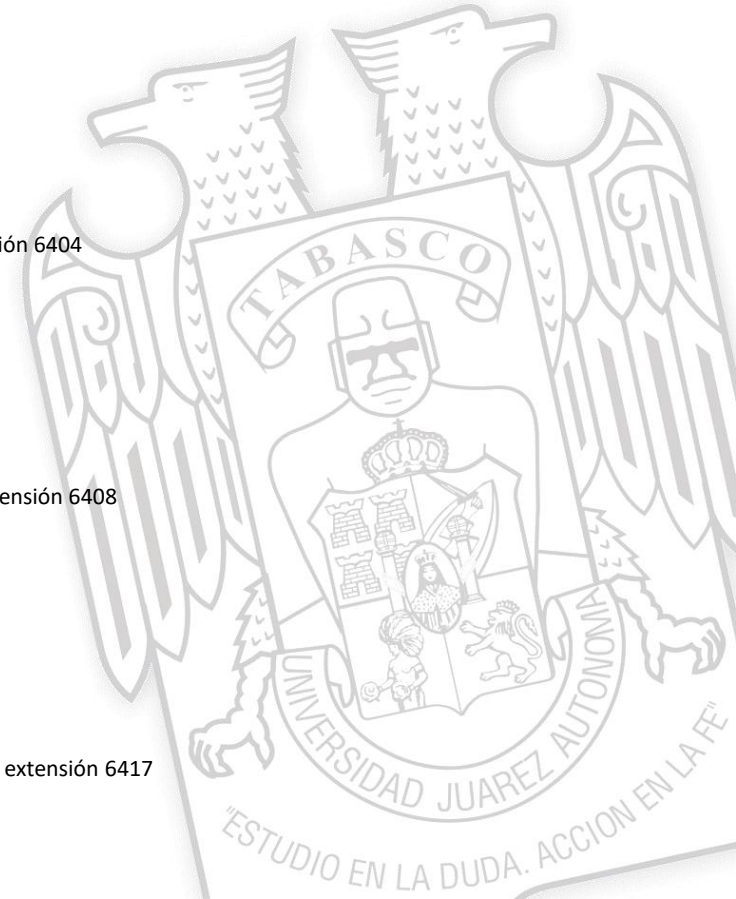 ión 6404
TABASCO
ensión 6408
extensión 6417
UNIVERSIDAD JUAREZ AUTONOMA
"ESTUDIO EN LA DUDA. ACCION EN LA FE"